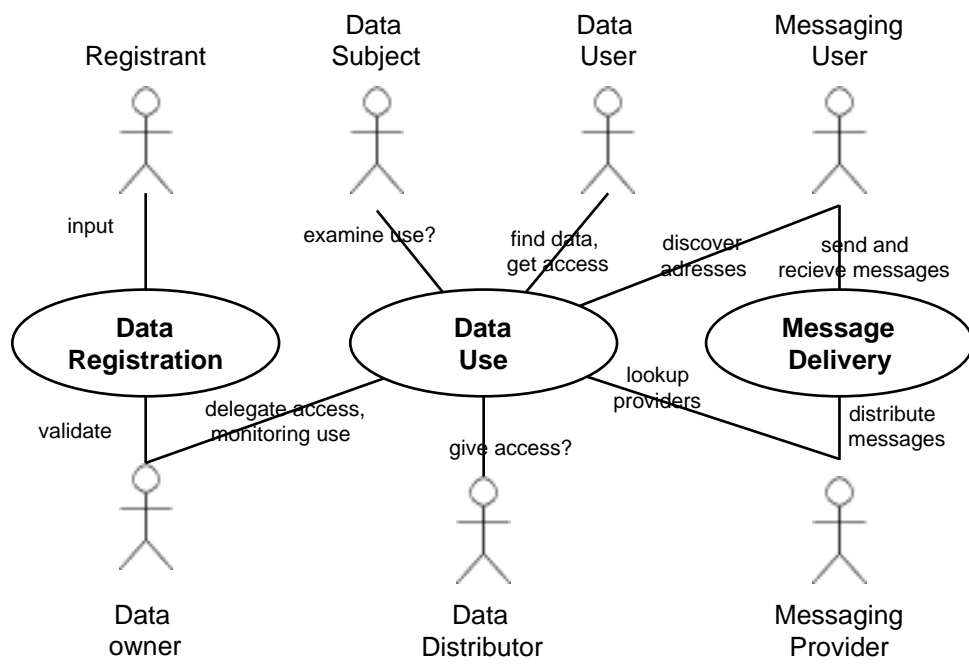 Registrant
Data
Subject
Data
User
Messaging
User
input
examine use?
find data,
get access
discover
adresses
send and
recieve messages
Data
Registration
Data
Use
Message
Delivery
validate
delegate access,
monitoring use
give access?
lookup
providers
distribute
messages
Data
owner
Data
Distributor
Messaging
Provider